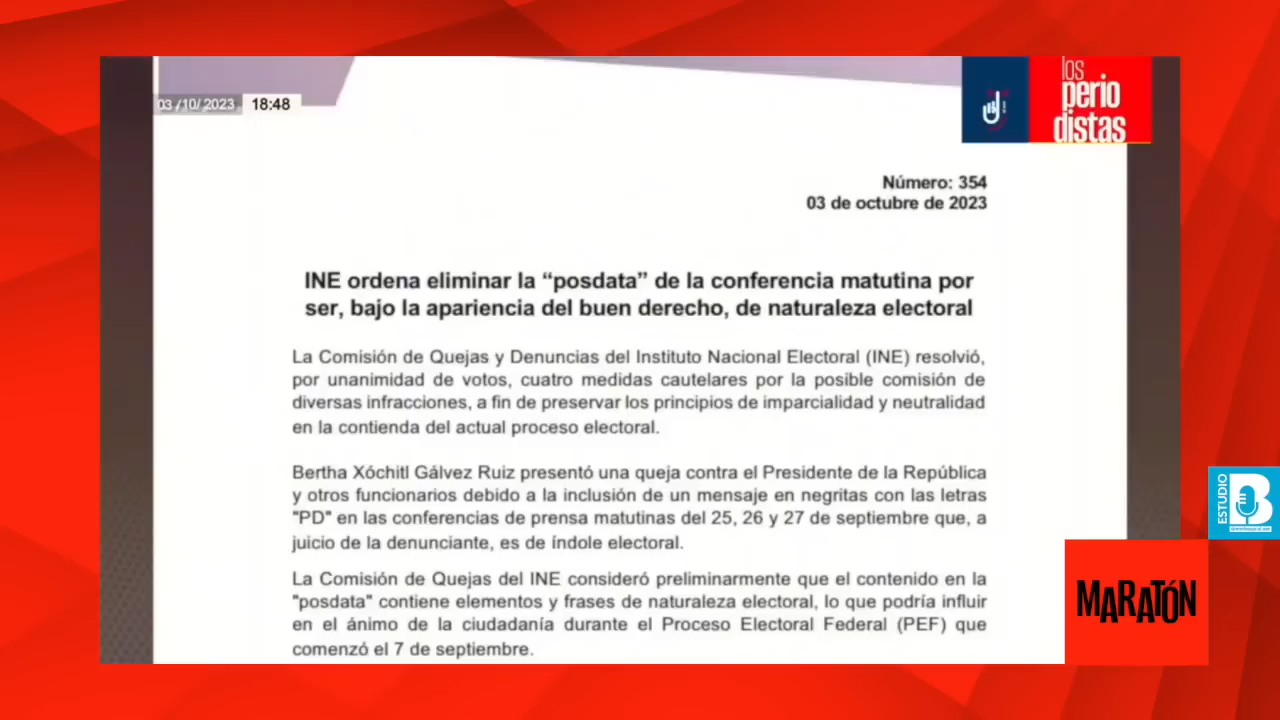 03 /10/ 2023 18:48
los
perio
distas
Número: 354
03 de octubre de 2023
INE ordena eliminar la “posdata” de la conferencia matutina por
ser, bajo la apariencia del buen derecho, de naturaleza electoral
La Comisión de Quejas y Denuncias del Instituto Nacional Electoral (INE) resolvió,
por unanimidad de votos, cuatro medidas cautelares por la posible comisión de
diversas infracciones, a fin de preservar los principios de imparcialidad y neutralidad
en la contienda del actual proceso electoral.
Bertha Xóchitl Gálvez Ruiz presentó una queja contra el Presidente de la República
y otros funcionarios debido a la inclusión de un mensaje en negritas con las letras
"PD" en las conferencias de prensa matutinas del 25, 26 y 27 de septiembre que, a
juicio de la denunciante, es de índole electoral.
La Comisión de Quejas del INE consideró preliminarmente que el contenido en la
"posdata" contiene elementos y frases de naturaleza electoral, lo que podría influir
en el ánimo de la ciudadanía durante el Proceso Electoral Federal (PEF) que
comenzó el 7 de septiembre.
ESTUDIO
B
MARATÓN